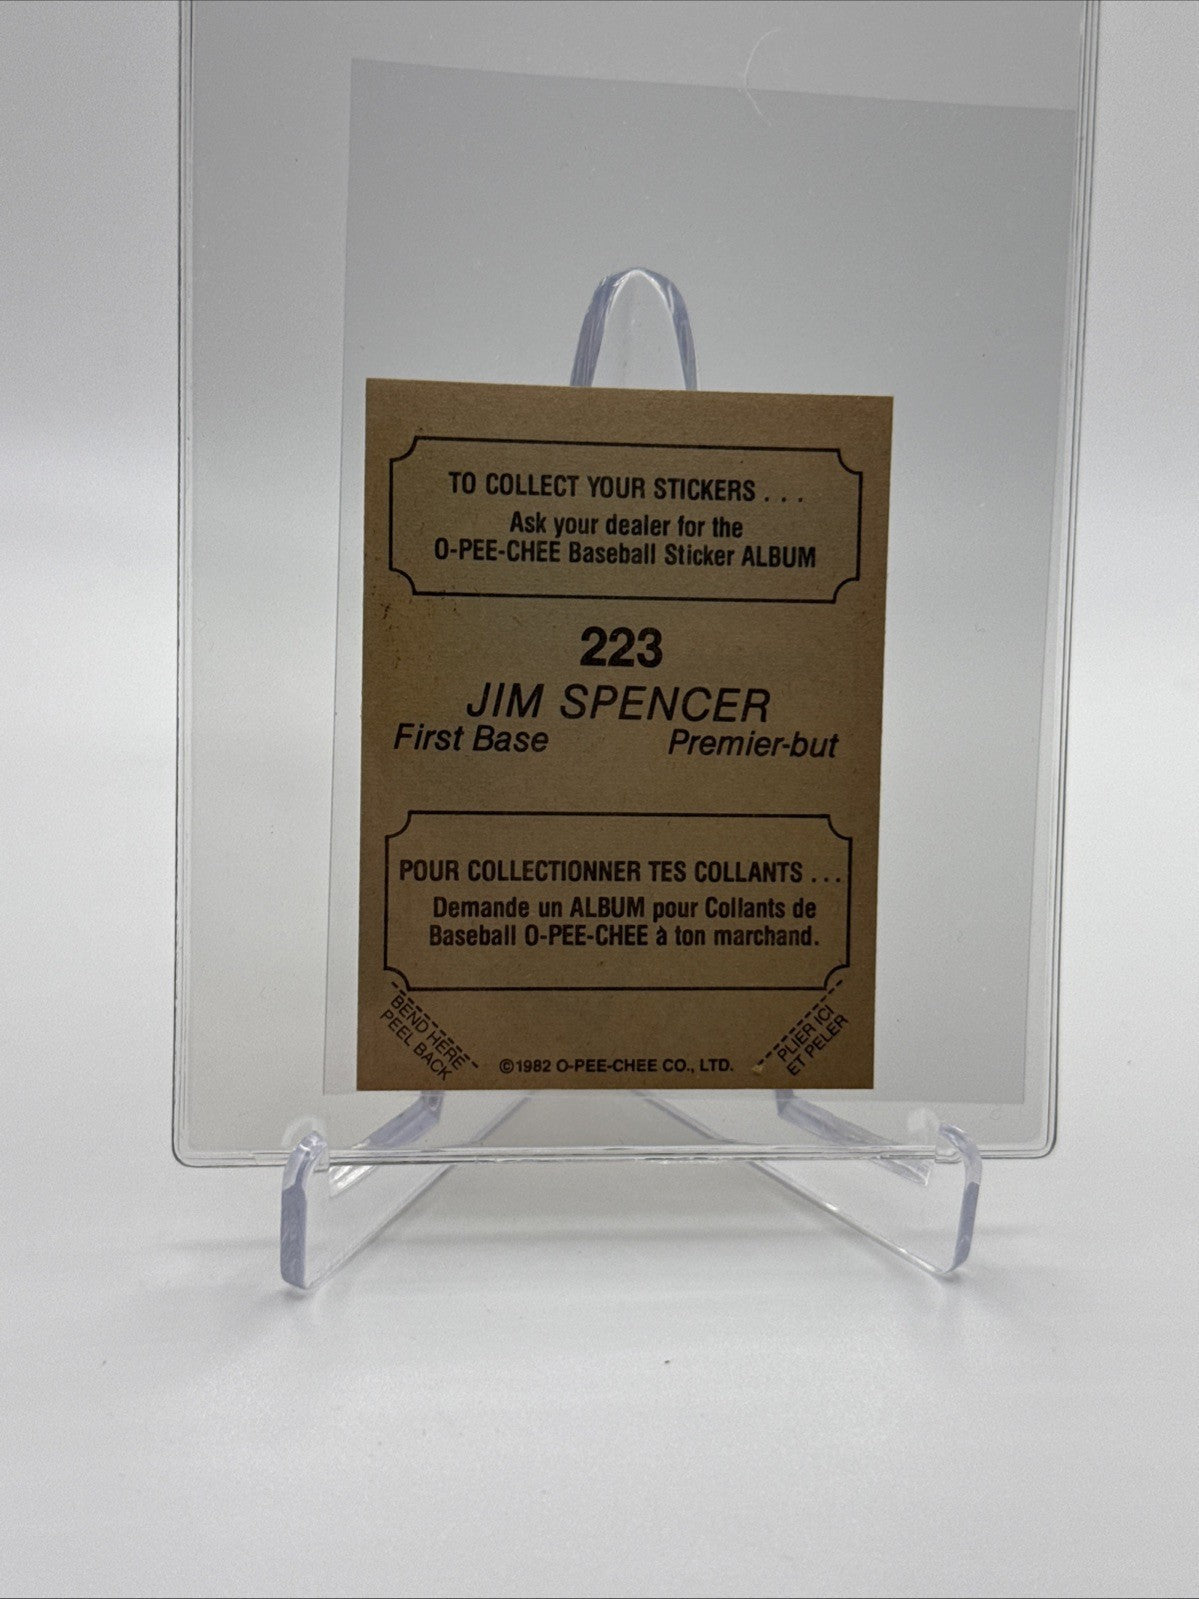 TO COLLECT YOUR STICKERS . . .
Ask your dealer for the
O-PEE-CHEE Baseball Sticker ALBUM
223
JIM SPENCER
First Base Premier-but
POUR COLLECTIONNER TES COLLANTS . . .
Demande un ALBUM pour Collants de
Baseball O-PEE-CHEE à ton marchand.
BEND HERE
PEEL BACK
©1982 O-PEE-CHEE CO., LTD.
PLIER ICI
ET PELER